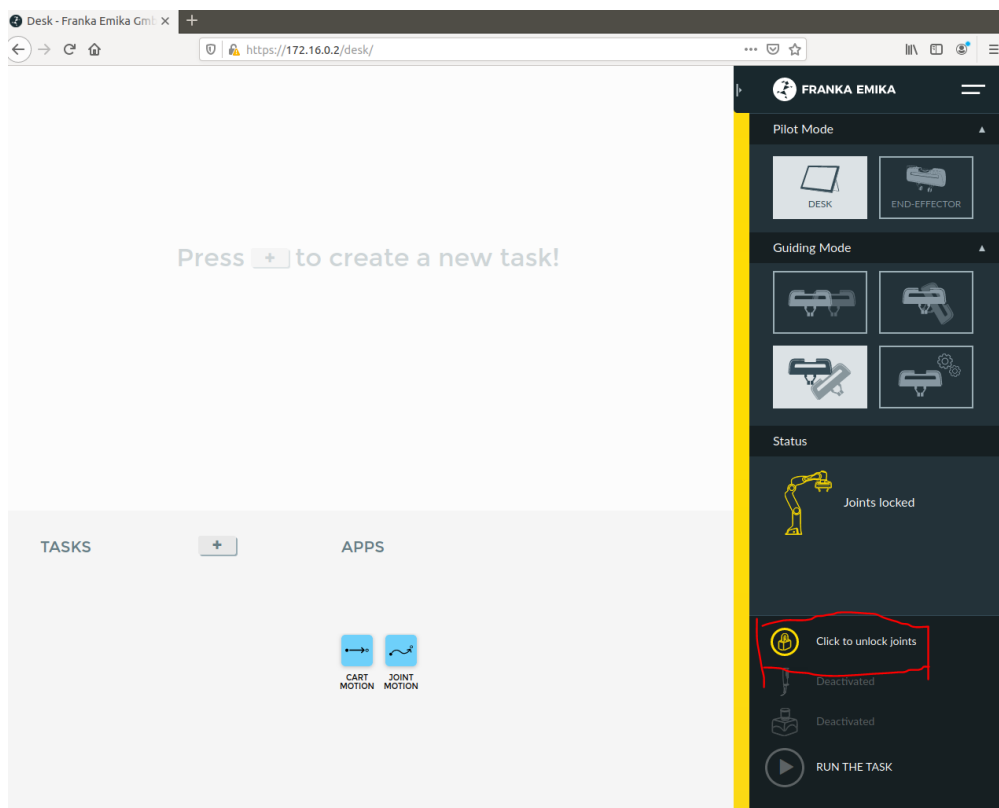 Desk - Franka Emika Gmb
https://172.16.0.2/desk/
FRANKA EMIKA
Pilot Mode
DESK
END-EFFECTOR
Press + to create a new task!
Guiding Mode
Status
Joints locked
TASKS
+
APPS
CART
MOTION
JOINT
MOTION
Click to unlock joints
Deactivated
Deactivated
RUN THE TASK